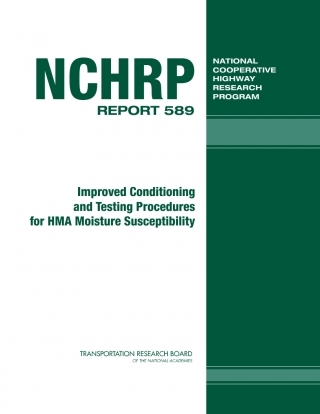 NCHRP
REPORT 589
NATIONAL
COOPERATIVE
HIGHWAY
RESEARCH
PROGRAM
Improved Conditioning
and Testing Procedures
for HMA Moisture Susceptibility
TRANSPORTATION RESEARCH BOARD
OF THE NATIONAL ACADEMIES